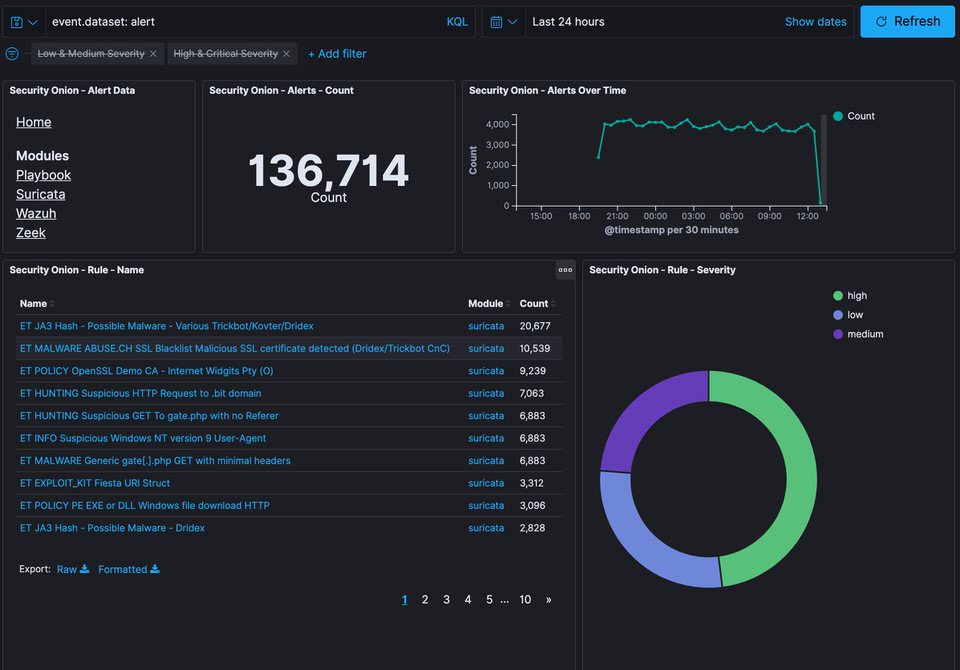 event.dataset: alert KQL Last 24 hours Show dates Refresh
Low & Medium Severity × High & Critical Severity × + Add filter
Security Onion - Alert Data
Home
Modules
Playbook
Suricata
Wazuh
Zeek
Security Onion - Alerts - Count
136,714
Count
Security Onion - Alerts Over Time
Count
4,000
3,000
2,000
1,000
0
Count
15:00 18:00 21:00 00:00 03:00 06:00 09:00 12:00
@timestamp per 30 minutes
Security Onion - Rule - Name
Name Module Count
ET JA3 Hash - Possible Malware - Various Trickbot/Kovter/Dridex suricata 20,677
ET MALWARE ABUSE.CH SSL Blacklist Malicious SSL certificate detected (Dridex/Trickbot CnC) suricata 10,539
ET POLICY OpenSSL Demo CA - Internet Widgits Pty (O) suricata 9,239
ET HUNTING Suspicious HTTP Request to .bit domain suricata 7,063
ET HUNTING Suspicious GET To gate.php with no Referer suricata 6,883
ET INFO Suspicious Windows NT version 9 User-Agent suricata 6,883
ET MALWARE Generic gate[.].php GET with minimal headers suricata 6,883
ET EXPLOIT_KIT Fiesta URI Struct suricata 3,312
ET POLICY PE EXE or DLL Windows file download HTTP suricata 3,096
ET JA3 Hash - Possible Malware - Dridex suricata 2,828
Export: Raw Formatted
1 2 3 4 5 ... 10 »
Security Onion - Rule - Severity
high
low
medium